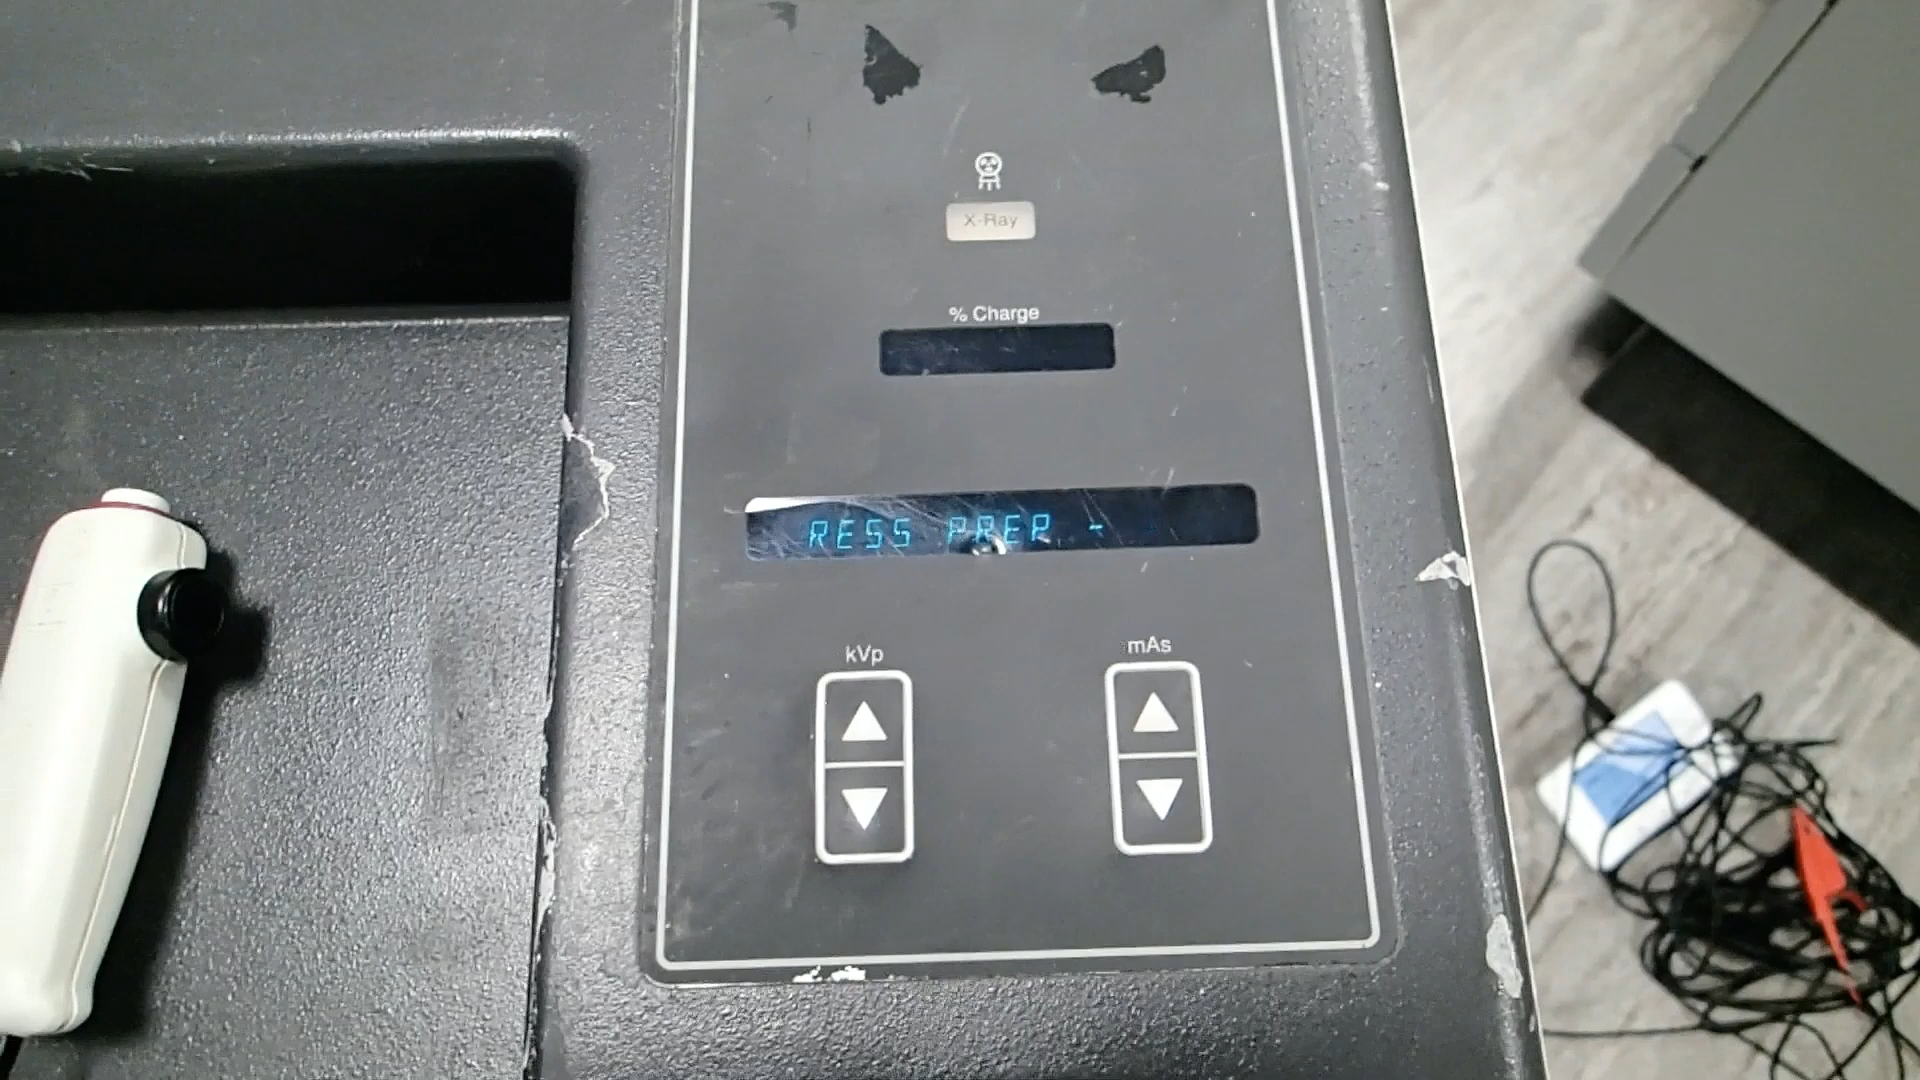 X-Ray
% Charge
RESS PREP -
kVp
mAs